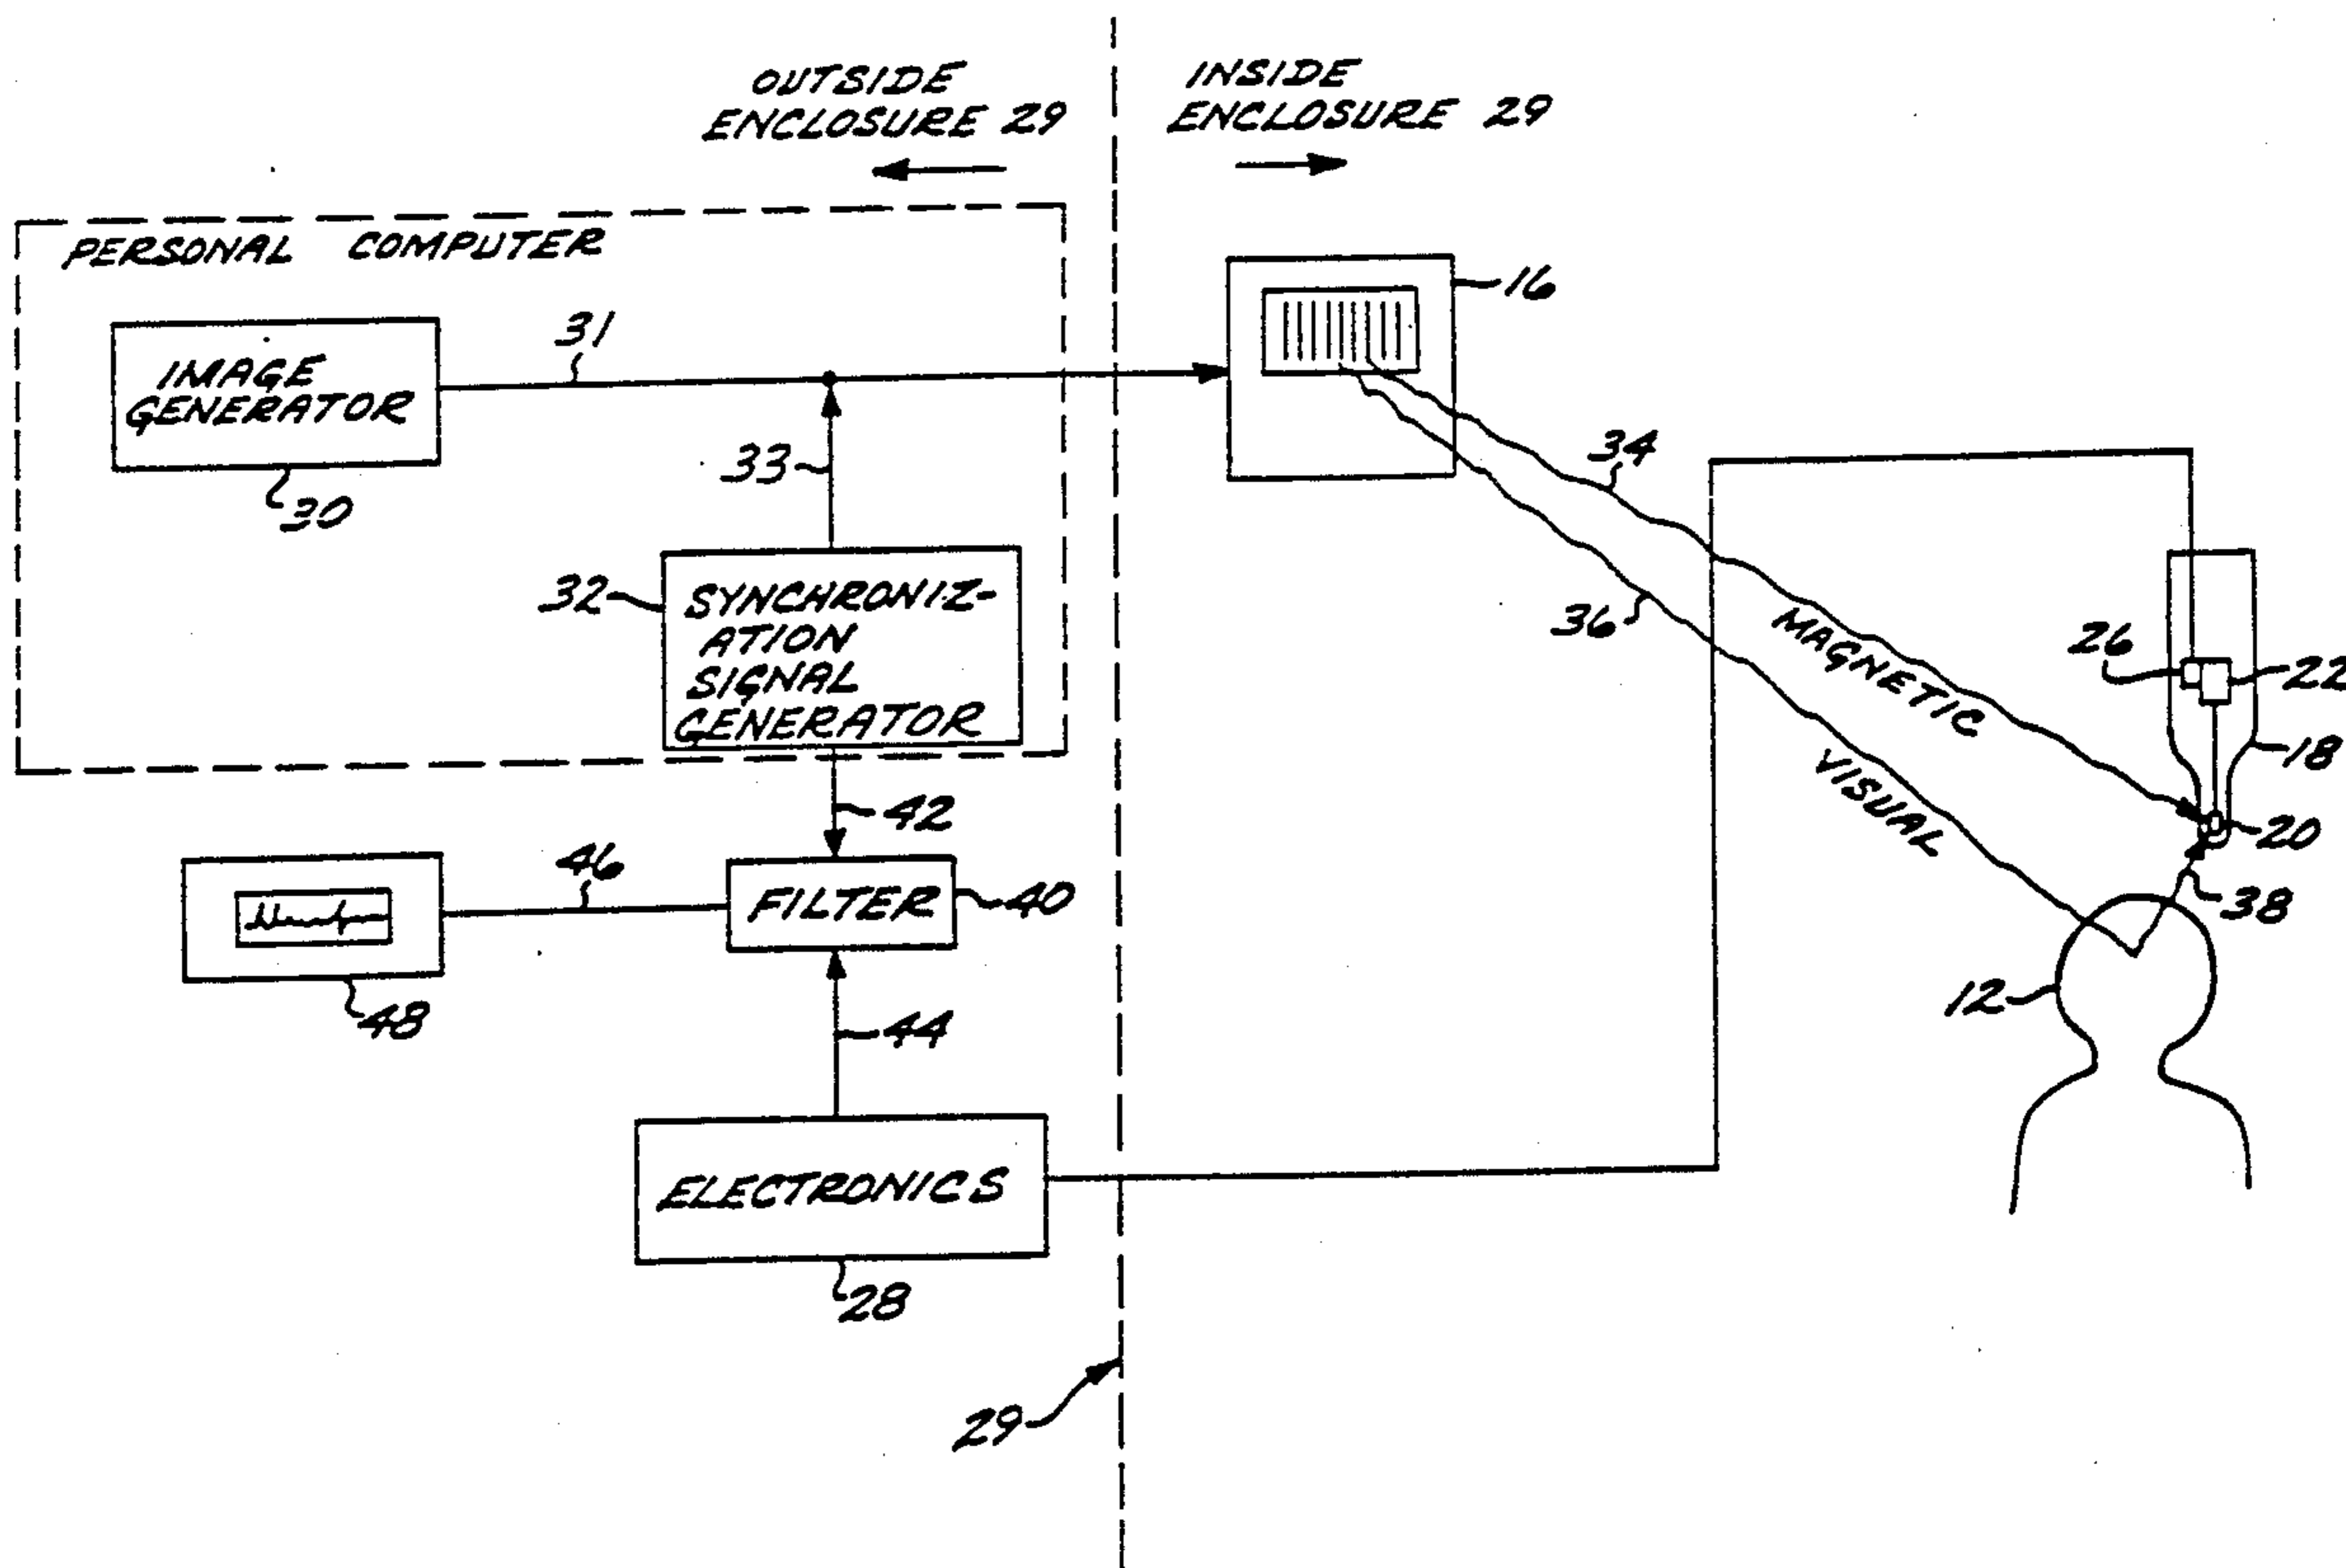 OUTSIDE
ENCLOSURE 29
INSIDE
ENCLOSURE 29
PERSONAL COMPUTER
16
31
IMAGE
GENERATOR
33
34
30
32
SYNCHRONIZ-
ATION
SIGNAL
GENERATOR
36
MAGNETIC
26
22
18
VISUAL
42
20
46
FILTER
40
38
12
48
44
ELECTRONICS
28
29